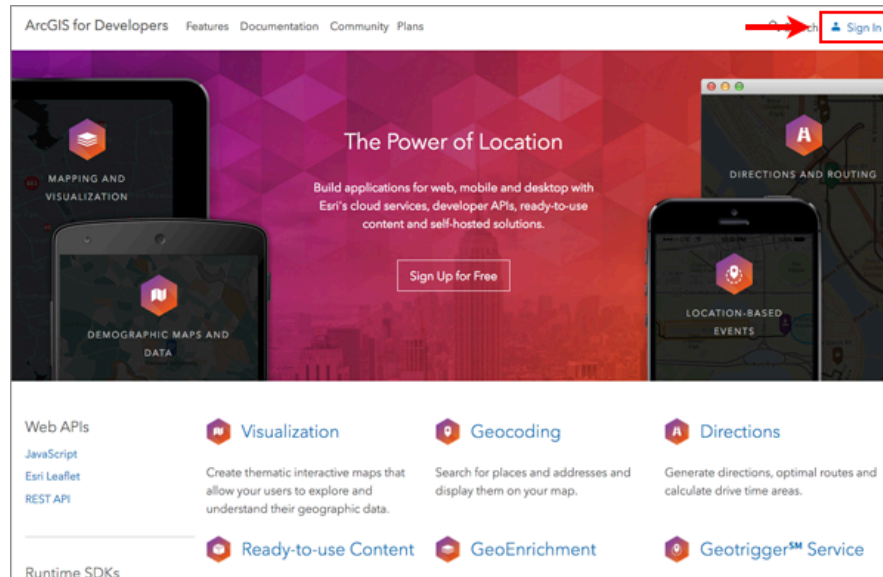 ArcGIS for Developers Features Documentation Community Plans Sign In
The Power of Location
Build applications for web, mobile and desktop with
Esri's cloud services, developer APIs, ready-to-use
content and self-hosted solutions.
Sign Up for Free
MAPPING AND
VISUALIZATION
DEMOGRAPHIC MAPS AND
DATA
DIRECTIONS AND ROUTING
LOCATION-BASED
EVENTS
Web APIs
JavaScript
Esri Leaflet
REST API
Runtime SDKs
Visualization
Create thematic interactive maps that
allow your users to explore and
understand their geographic data.
Geocoding
Search for places and addresses and
display them on your map.
Directions
Generate directions, optimal routes and
calculate drive time areas.
Ready-to-use Content
GeoEnrichment
Geotrigger℠ Service